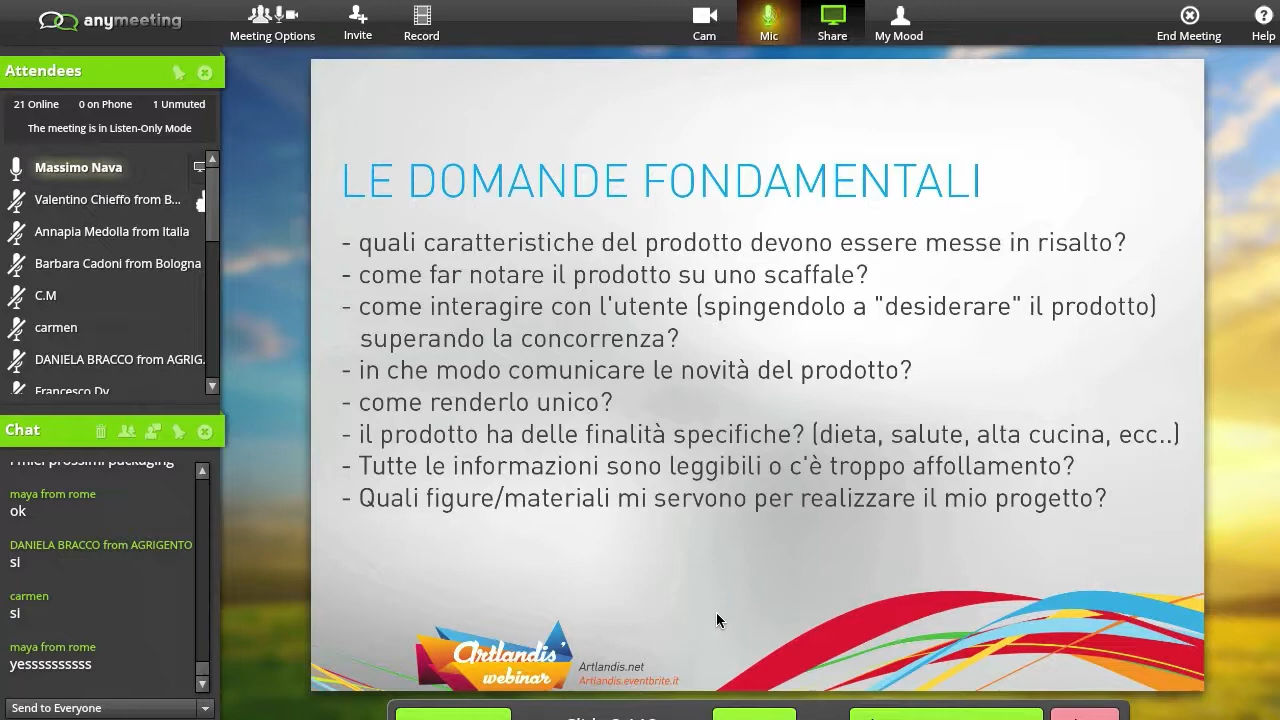 anymeeting
Meeting Options
Invite
Record
Cam
Mic
Share
My Mood
End Meeting
Help
Attendees
21 Online 0 on Phone 1 Unmuted
The meeting is in Listen-Only Mode
Massimo Nava
Valentino Chieffo from B...
Annapia Medolla from Italia
Barbara Cadoni from Bologna
C.M
carmen
DANIELA BRACCO from AGRIG.
Francesco Dv
Chat
prossimi packaging
maya from rome
ok
DANIELA BRACCO from AGRIGENTO
si
carmen
si
maya from rome
yesssssssss
Send to Everyone
LE DOMANDE FONDAMENTALI
- quali caratteristiche del prodotto devono essere messe in risalto?
- come far notare il prodotto su uno scaffale?
- come interagire con l'utente (spingendolo a "desiderare" il prodotto)
superando la concorrenza?
- in che modo comunicare le novità del prodotto?
- come renderlo unico?
- il prodotto ha delle finalità specifiche? (dieta, salute, alta cucina, ecc..)
- Tutte le informazioni sono leggibili o c'è troppo affollamento?
- Quali figure/materiali mi servono per realizzare il mio progetto?
Artlandis'
webinar
Artlandis.net
Artlandis.eventbrite.it